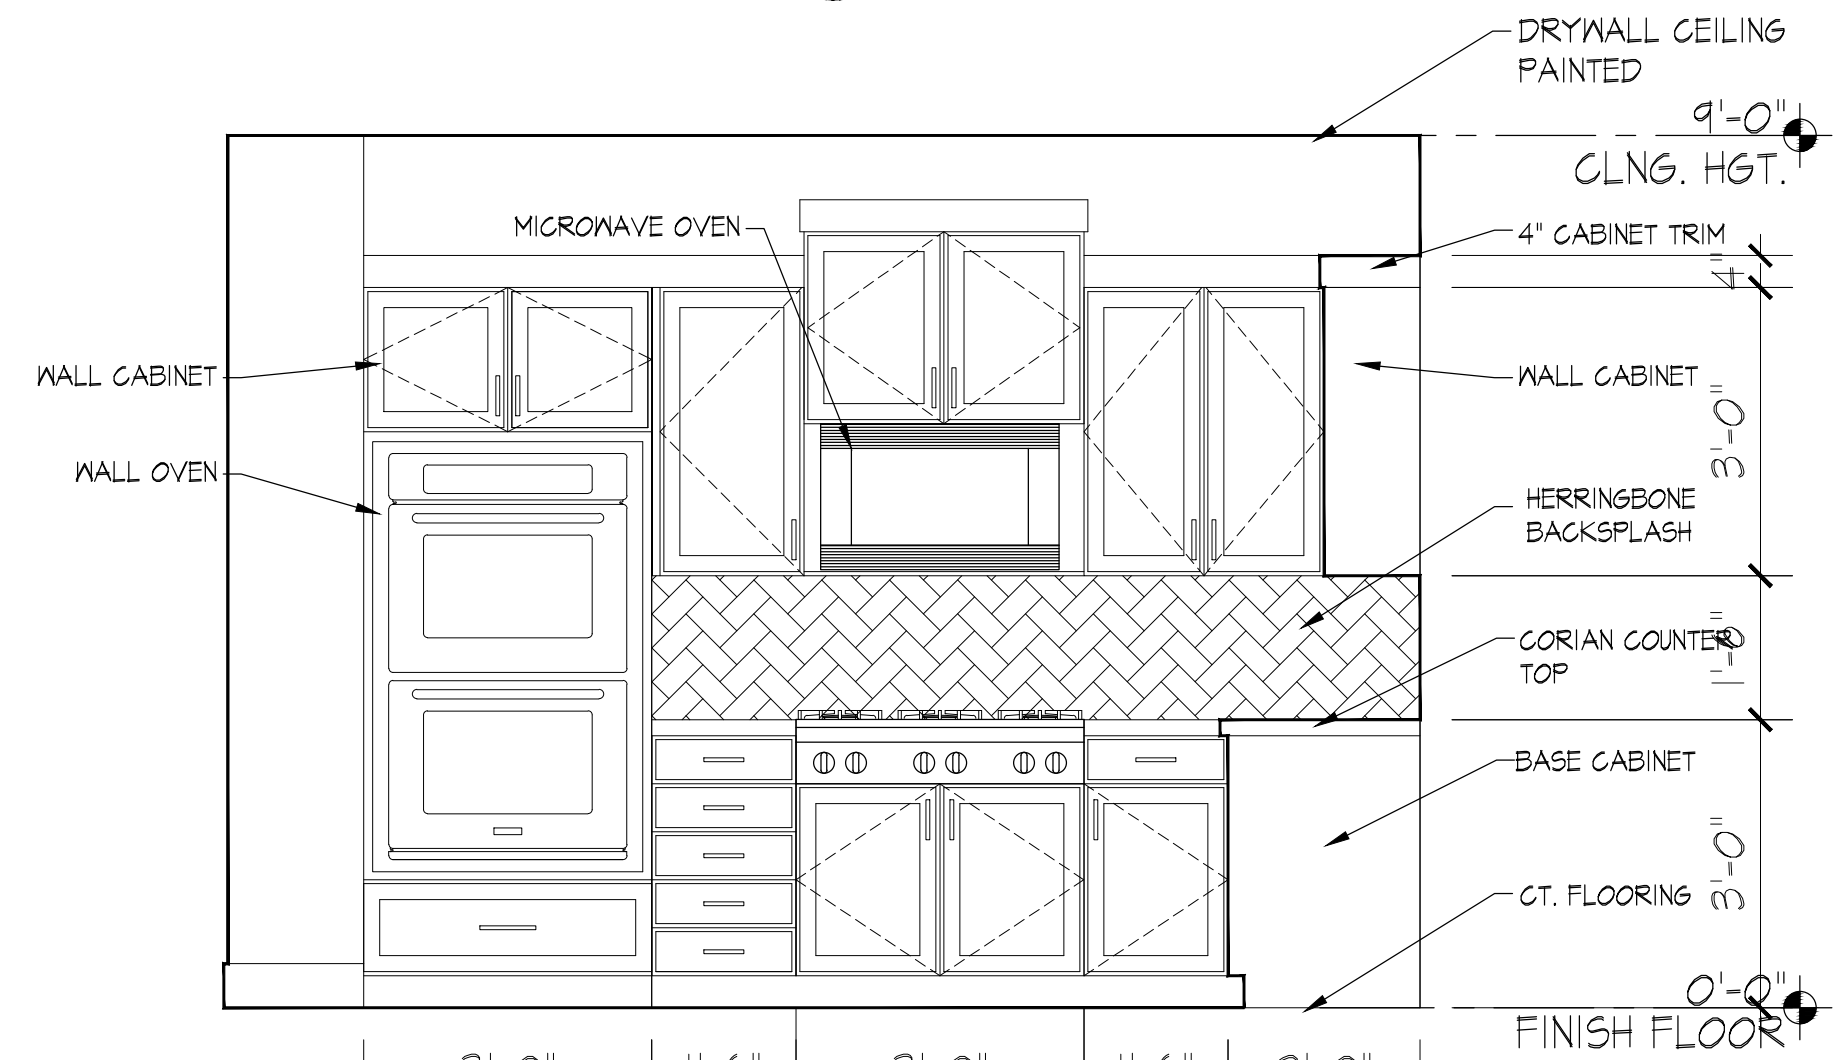 DRYWALL CEILING
PAINTED
9'-0"
CLNG. HGT.
MICROWAVE OVEN
4" CABINET TRIM
4"
WALL CABINET
WALL CABINET
3'-0"
WALL OVEN
HERRINGBONE
BACKSPLASH
CORIAN COUNTER
TOP
1'-6"
BASE CABINET
3'-0"
CT. FLOORING
0'-0"
FINISH FLOOR